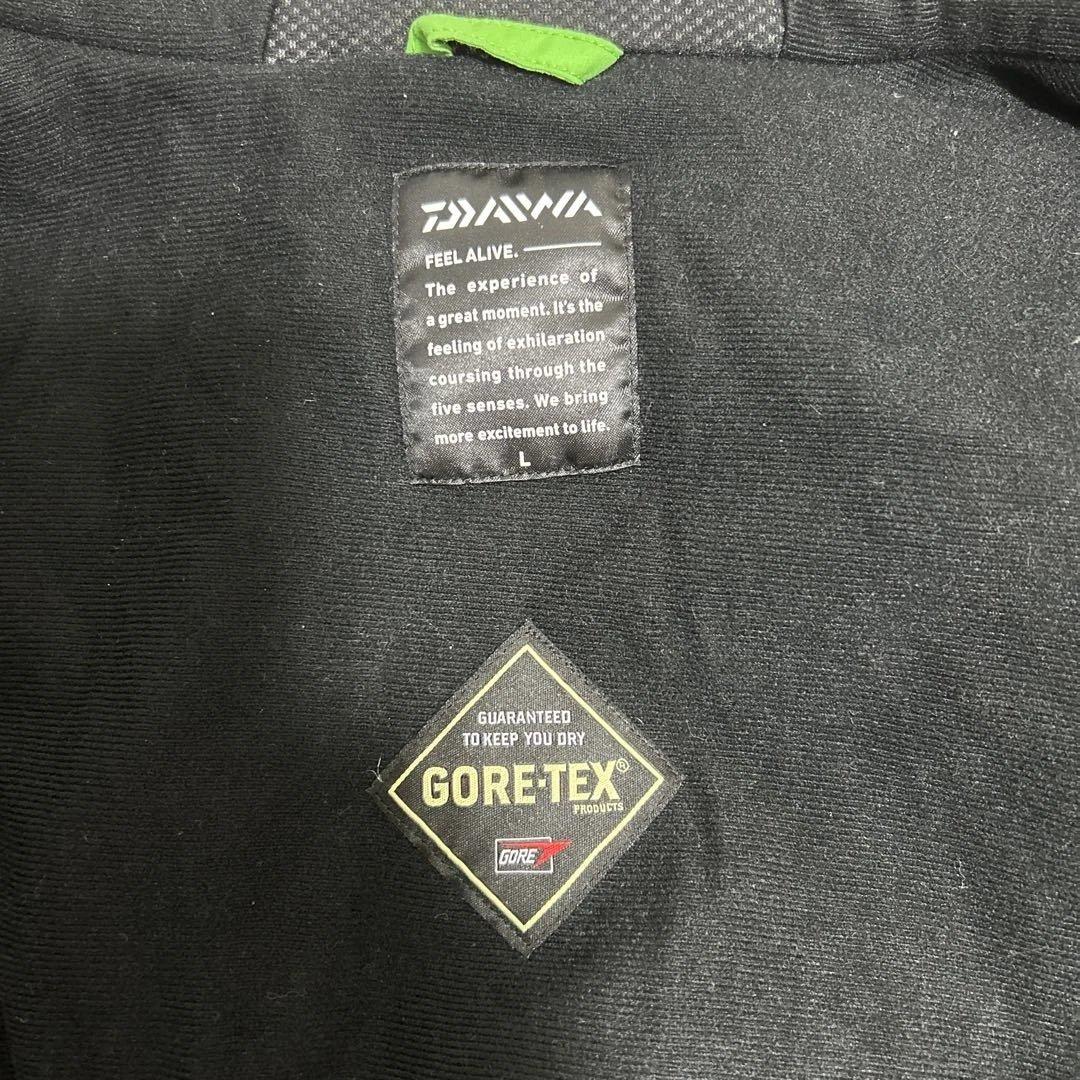 DAIWA
FEEL ALIVE.
The experience of
a great moment. It's the
feeling of exhilaration
coursing through the
five senses. We bring
more excitement to life.
L
GUARANTEED
TO KEEP YOU DRY
GORE-TEX®
PRODUCTS
GORE